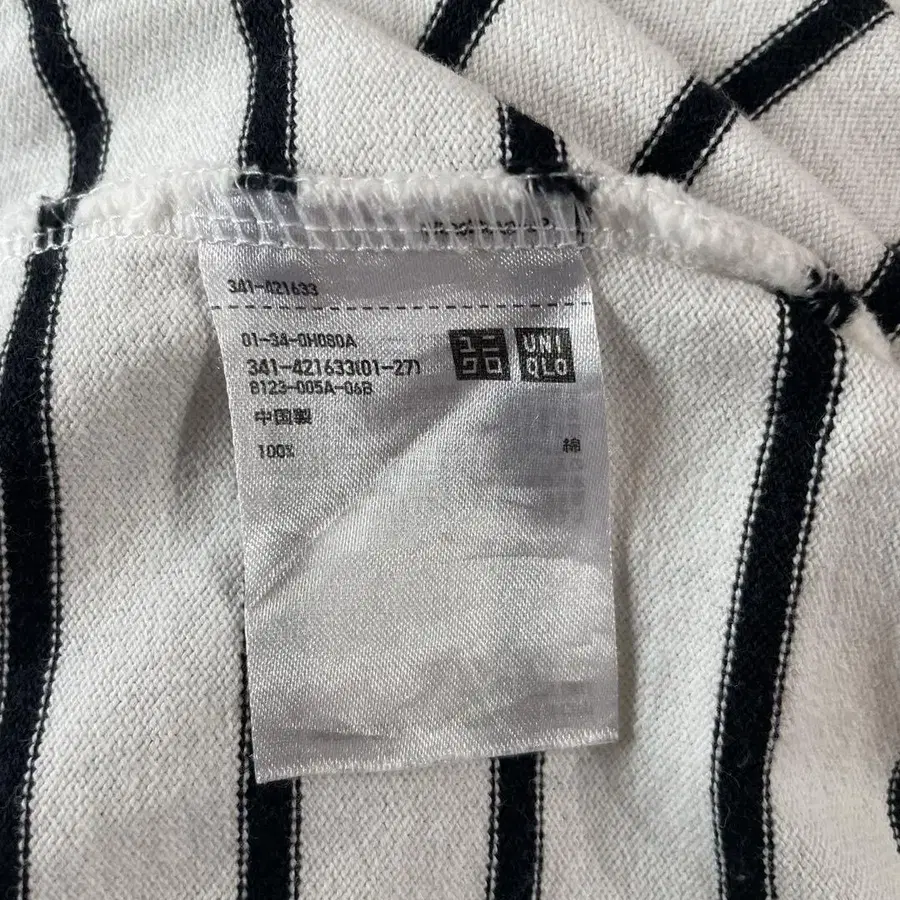 341-421633
01-34-0H080A
341-421633(01-27)
8123-005A-06B
ユニクロ
UNIQLO
中国製
100% 綿